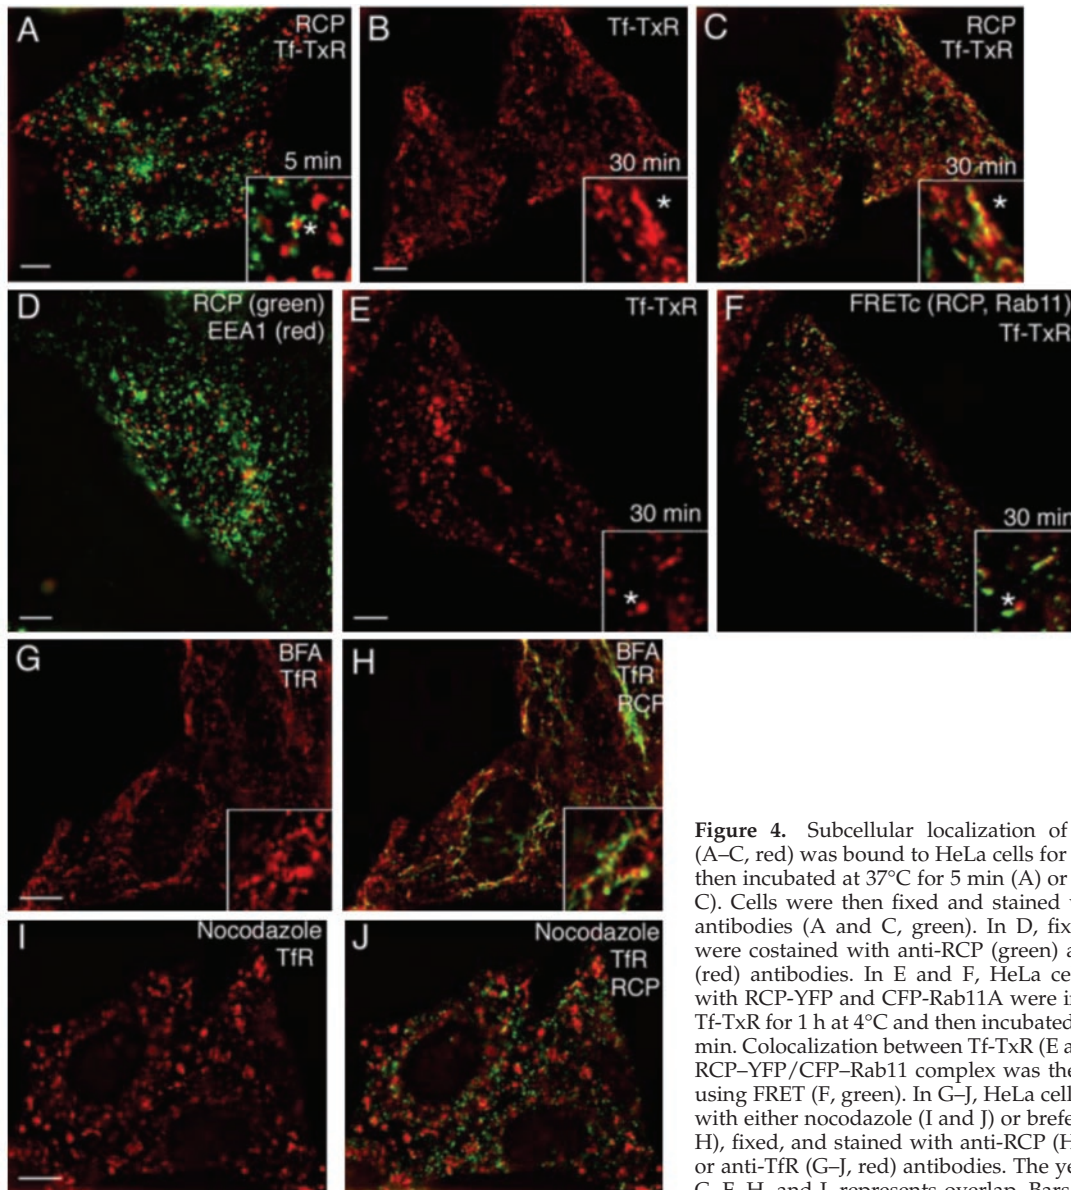 A
RCP
Tf-TxR
5 min
*
B
Tf-TxR
30 min
*
C
RCP
Tf-TxR
30 min
*
D
RCP (green)
EEA1 (red)
E
Tf-TxR
30 min
*
F
FRETc (RCP, Rab11)
Tf-TxR
30 min
*
G
BFA
TfR
H
BFA
TfR
RCP
I
Nocodazole
TfR
J
Nocodazole
TfR
RCP
Figure 4. Subcellular localization of
(A–C, red) was bound to HeLa cells for
then incubated at 37°C for 5 min (A) or
C). Cells were then fixed and stained
antibodies (A and C, green). In D, fix
were costained with anti-RCP (green) a
(red) antibodies. In E and F, HeLa ce
with RCP-YFP and CFP-Rab11A were i
Tf-TxR for 1 h at 4°C and then incubated
min. Colocalization between Tf-TxR (E a
RCP–YFP/CFP–Rab11 complex was the
using FRET (F, green). In G–J, HeLa cell
with either nocodazole (I and J) or brefe
H), fixed, and stained with anti-RCP (H
or anti-TfR (G–J, red) antibodies. The ye
C, F, H, and J represents overlap. Bars